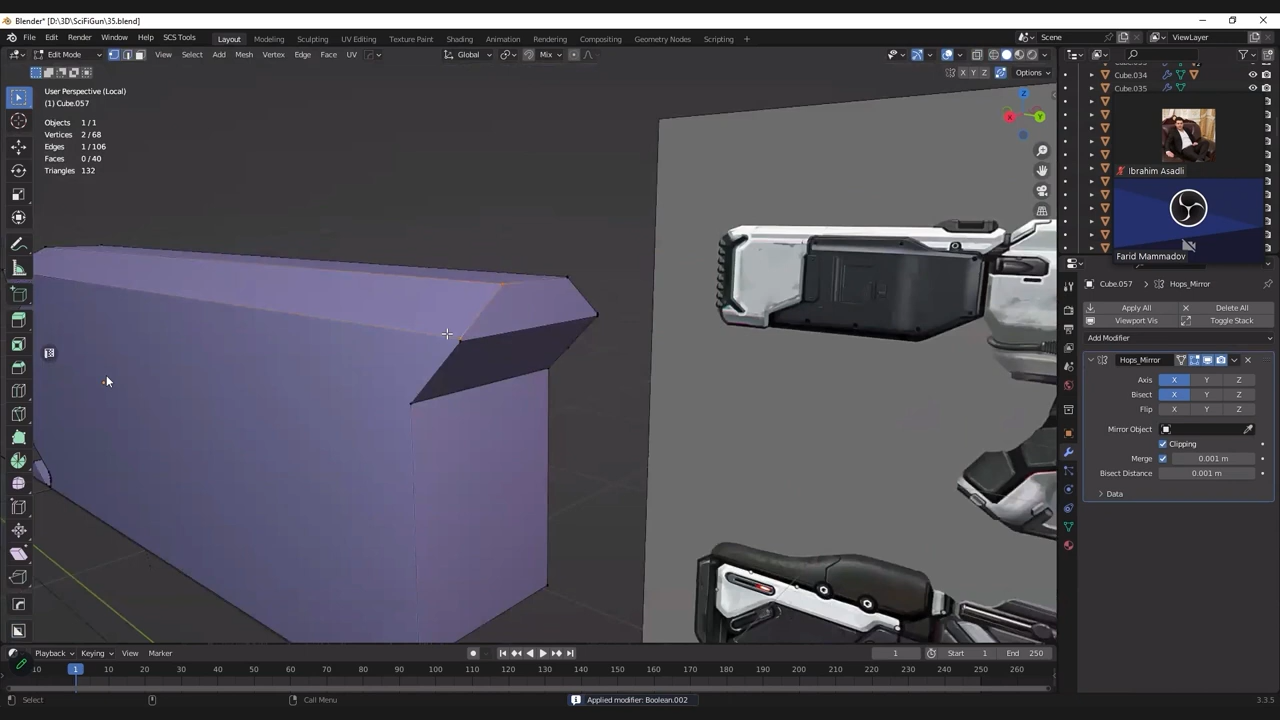 Blender* [D:\3D\SciFiGun\35.blend]
File Edit Render Window Help SCS Tools Layout Modeling Sculpting UV Editing Texture Paint Shading Animation Rendering Compositing Geometry Nodes Scripting + Scene ViewLayer
Edit Mode View Select Add Mesh Vertex Edge Face UV Global Mix
X Y Z Options
User Perspective (Local)
(1) Cube.057
Objects 1/1
Vertices 2/68
Edges 1/106
Faces 0/40
Triangles 132
Z
X Y
Cube.034
Cube.035
Ibrahim Asadli
Farid Mammadov
Cube.057 Hops_Mirror
Apply All Delete All
Viewport Vis Toggle Stack
Add Modifier
Hops_Mirror
Axis X Y Z
Bisect X Y Z
Flip X Y Z
Mirror Object
Clipping
Merge 0.001 m
Bisect Distance 0.001 m
Data
Playback Keying View Marker 1 Start 1 End 250
1 10 20 30 40 50 60 70 80 90 100 110 120 130 140 150 160 170 180 190 200 210 220 230 240 250 260
Select Call Menu Applied modifier: Boolean.002 3.3.5